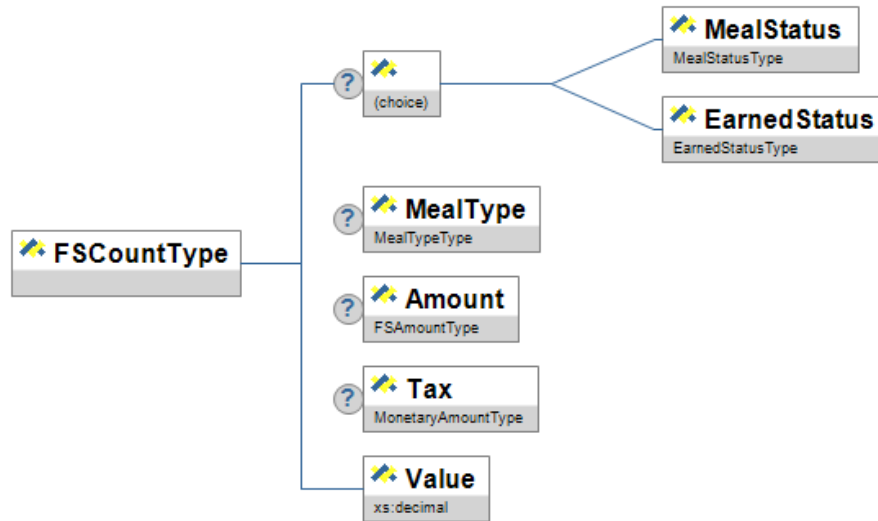 MealStatus
MealStatusType
?
(choice)
EarnedStatus
EarnedStatusType
?
MealType
MealTypeType
FSCountType
?
Amount
FSAmountType
?
Tax
MonetaryAmountType
Value
xs:decimal